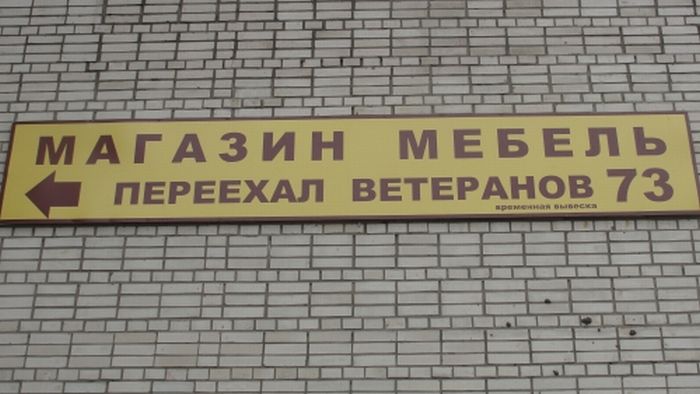 МАГАЗИН МЕБЕЛЬ
ПЕРЕЕХАЛ ВЕТЕРАНОВ 73
временная вывеска